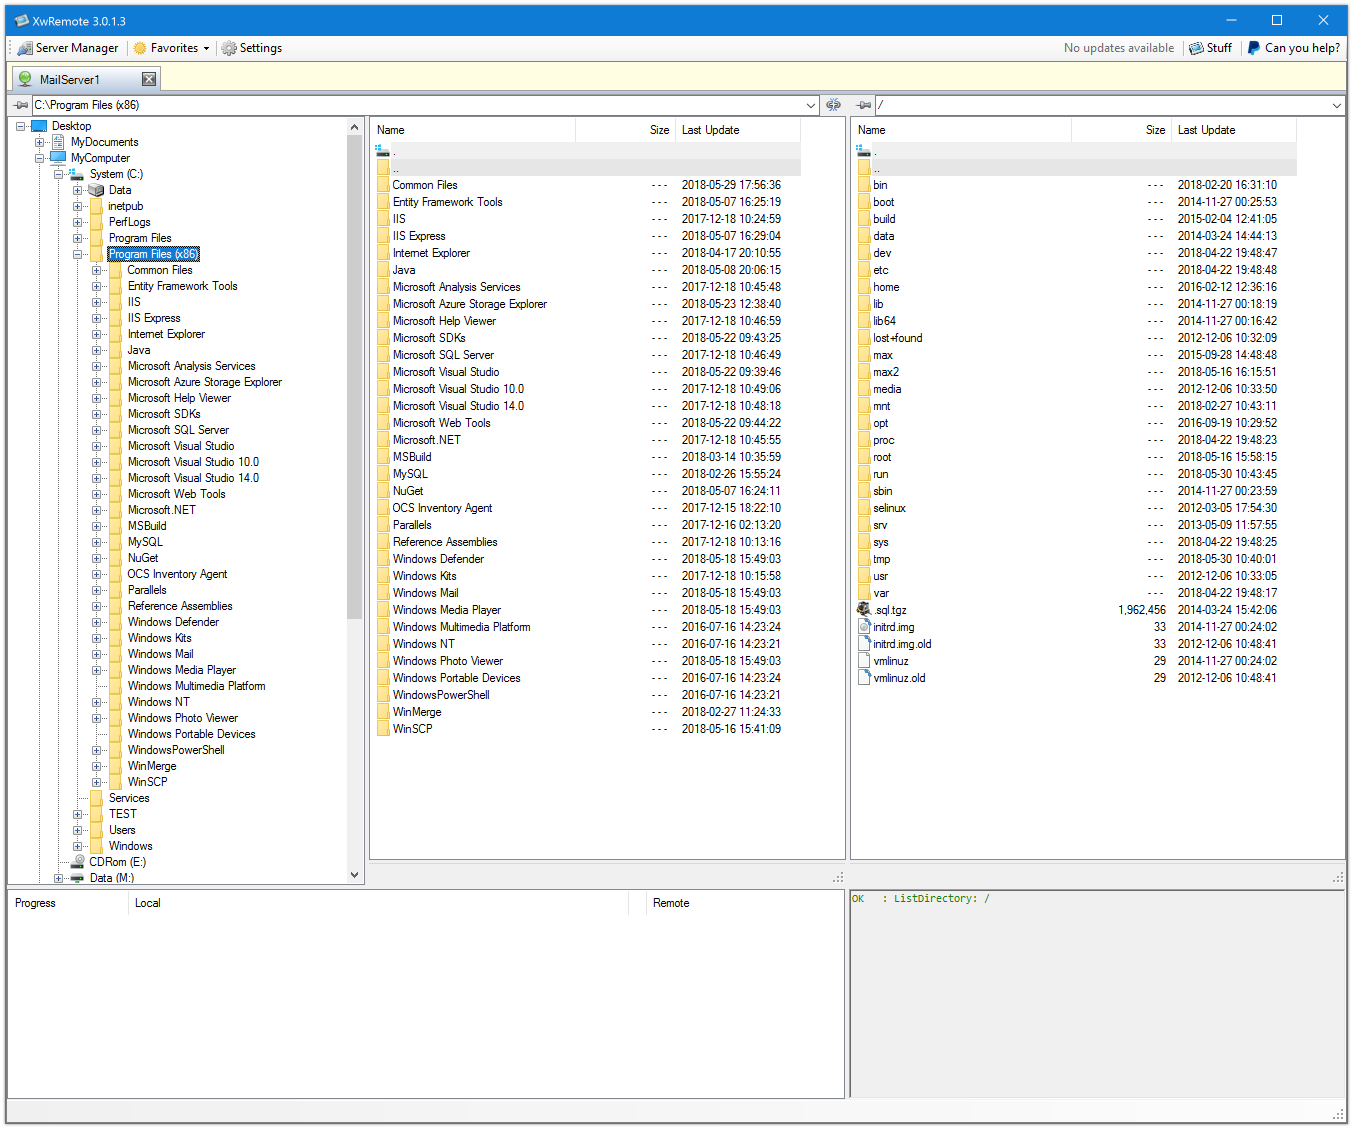 XwRemote 3.0.1.3
Server Manager Favorites Settings No updates available Stuff Can you help?
MailServer1
C:\Program Files (x86) /
Desktop
MyDocuments
MyComputer
System (C:)
Data
inetpub
PerfLogs
Program Files
Program Files (x86)
Common Files
Entity Framework Tools
IIS
IIS Express
Internet Explorer
Java
Microsoft Analysis Services
Microsoft Azure Storage Explorer
Microsoft Help Viewer
Microsoft SDKs
Microsoft SQL Server
Microsoft Visual Studio
Microsoft Visual Studio 10.0
Microsoft Visual Studio 14.0
Microsoft Web Tools
Microsoft.NET
MSBuild
MySQL
NuGet
OCS Inventory Agent
Parallels
Reference Assemblies
Windows Defender
Windows Kits
Windows Mail
Windows Media Player
Windows Multimedia Platform
Windows NT
Windows Photo Viewer
Windows Portable Devices
WindowsPowerShell
WinMerge
WinSCP
Services
TEST
Users
Windows
CDRom (E:)
Data (M:)
Name Size Last Update
.
..
Common Files --- 2018-05-29 17:56:36
Entity Framework Tools --- 2018-05-07 16:25:19
IIS --- 2017-12-18 10:24:59
IIS Express --- 2018-05-07 16:29:04
Internet Explorer --- 2018-04-17 20:10:55
Java --- 2018-05-08 20:06:15
Microsoft Analysis Services --- 2017-12-18 10:45:48
Microsoft Azure Storage Explorer --- 2018-05-23 12:38:40
Microsoft Help Viewer --- 2017-12-18 10:46:59
Microsoft SDKs --- 2018-05-22 09:43:25
Microsoft SQL Server --- 2017-12-18 10:46:49
Microsoft Visual Studio --- 2018-05-22 09:39:46
Microsoft Visual Studio 10.0 --- 2017-12-18 10:49:06
Microsoft Visual Studio 14.0 --- 2017-12-18 10:48:18
Microsoft Web Tools --- 2018-05-22 09:44:22
Microsoft.NET --- 2017-12-18 10:45:55
MSBuild --- 2018-03-14 10:35:59
MySQL --- 2018-02-26 15:55:24
NuGet --- 2018-05-07 16:24:11
OCS Inventory Agent --- 2017-12-15 18:22:10
Parallels --- 2017-12-16 02:13:20
Reference Assemblies --- 2017-12-18 10:13:16
Windows Defender --- 2018-05-18 15:49:03
Windows Kits --- 2017-12-18 10:15:58
Windows Mail --- 2018-05-18 15:49:03
Windows Media Player --- 2018-05-18 15:49:03
Windows Multimedia Platform --- 2016-07-16 14:23:24
Windows NT --- 2016-07-16 14:23:21
Windows Photo Viewer --- 2018-05-18 15:49:03
Windows Portable Devices --- 2016-07-16 14:23:24
WindowsPowerShell --- 2016-07-16 14:23:21
WinMerge --- 2018-02-27 11:24:33
WinSCP --- 2018-05-16 15:41:09
Name Size Last Update
.
..
bin --- 2018-02-20 16:31:10
boot --- 2014-11-27 00:25:53
build --- 2015-02-04 12:41:05
data --- 2014-03-24 14:44:13
dev --- 2018-04-22 19:48:47
etc --- 2018-04-22 19:48:48
home --- 2016-02-12 12:36:16
lib --- 2014-11-27 00:18:19
lib64 --- 2014-11-27 00:16:42
lost+found --- 2012-12-06 10:32:09
max --- 2015-09-28 14:48:48
max2 --- 2018-05-16 16:15:51
media --- 2012-12-06 10:33:50
mnt --- 2018-02-27 10:43:11
opt --- 2016-09-19 10:29:52
proc --- 2018-04-22 19:48:23
root --- 2018-05-16 15:58:15
run --- 2018-05-30 10:43:45
sbin --- 2014-11-27 00:23:59
selinux --- 2012-03-05 17:54:30
srv --- 2013-05-09 11:57:55
sys --- 2018-04-22 19:48:25
tmp --- 2018-05-30 10:40:01
usr --- 2012-12-06 10:33:05
var --- 2018-04-22 19:48:17
.sql.tgz 1,962,456 2014-03-24 15:42:06
initrd.img 33 2014-11-27 00:24:02
initrd.img.old 33 2012-12-06 10:48:41
vmlinuz 29 2014-11-27 00:24:02
vmlinuz.old 29 2012-12-06 10:48:41
Progress Local Remote
OK : ListDirectory: /